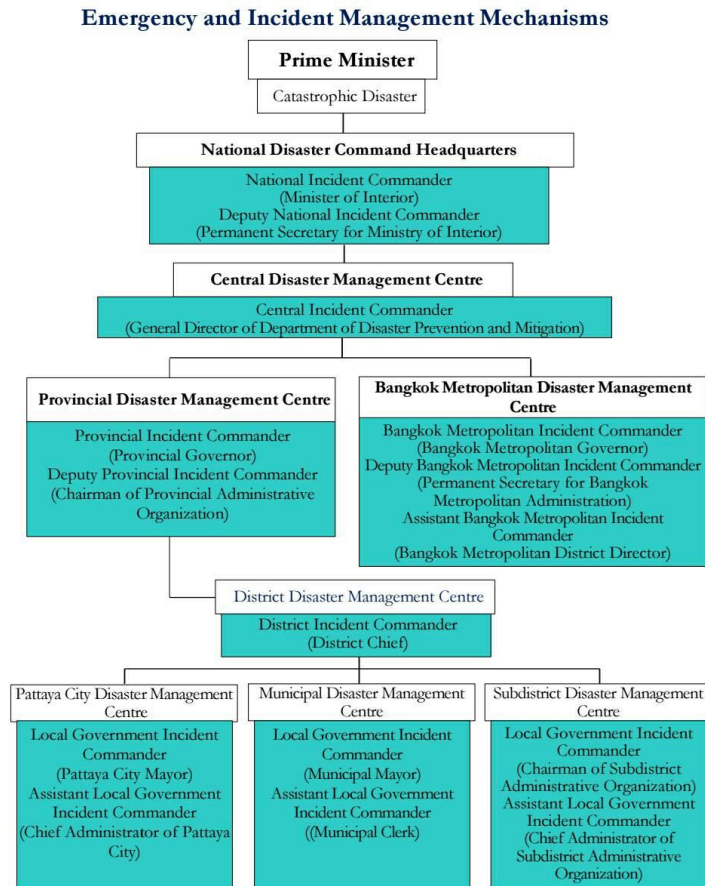 Emergency and Incident Management Mechanisms
Prime Minister
Catastrophic Disaster
National Disaster Command Headquarters
National Incident Commander
(Minister of Interior)
Deputy National Incident Commander
(Permanent Secretary for Ministry of Interior)
Central Disaster Management Centre
Central Incident Commander
(General Director of Department of Disaster Prevention and Mitigation)
Provincial Disaster Management Centre
Provincial Incident Commander
(Provincial Governor)
Deputy Provincial Incident Commander
(Chairman of Provincial Administrative
Organization)
Bangkok Metropolitan Disaster Management
Centre
Bangkok Metropolitan Incident Commander
(Bangkok Metropolitan Governor)
Deputy Bangkok Metropolitan Incident Commander
(Permanent Secretary for Bangkok
Metropolitan Administration)
Assistant Bangkok Metropolitan Incident
Commander
(Bangkok Metropolitan District Director)
District Disaster Management Centre
District Incident Commander
(District Chief)
Pattaya City Disaster Management
Centre
Local Government Incident
Commander
(Pattaya City Mayor)
Assistant Local Government
Incident Commander
(Chief Administrator of Pattaya
City)
Municipal Disaster Management
Centre
Local Government Incident
Commander
(Municipal Mayor)
Assistant Local Government
Incident Commander
((Municipal Clerk)
Subdistrict Disaster Management
Centre
Local Government Incident
Commander
(Chairman of Subdistrict
Administrative Organization)
Assistant Local Government
Incident Commander
(Chief Administrator of
Subdistrict Administrative
Organization)